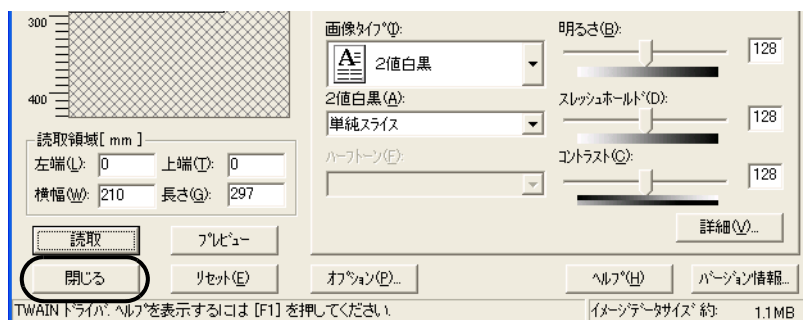 300
400
読取領域[ mm ]
左端(L): 0 上端(T): 0
横幅(W): 210 長さ(G): 297
読取 プレビュー
閉じる リセット(E)
画像タイプ(I):
2値白黒
2値白黒(A):
単純スライス
ハーフトーン(F):
明るさ(B):
128
スレッショホールド(D):
128
コントラスト(C):
128
詳細(V)...
オプション(P)... ヘルプ(H) バージョン情報...
TWAIN ドライバ. ヘルプを表示するには [F1] を押してください. イメージデータサイズ 約: 1.1MB